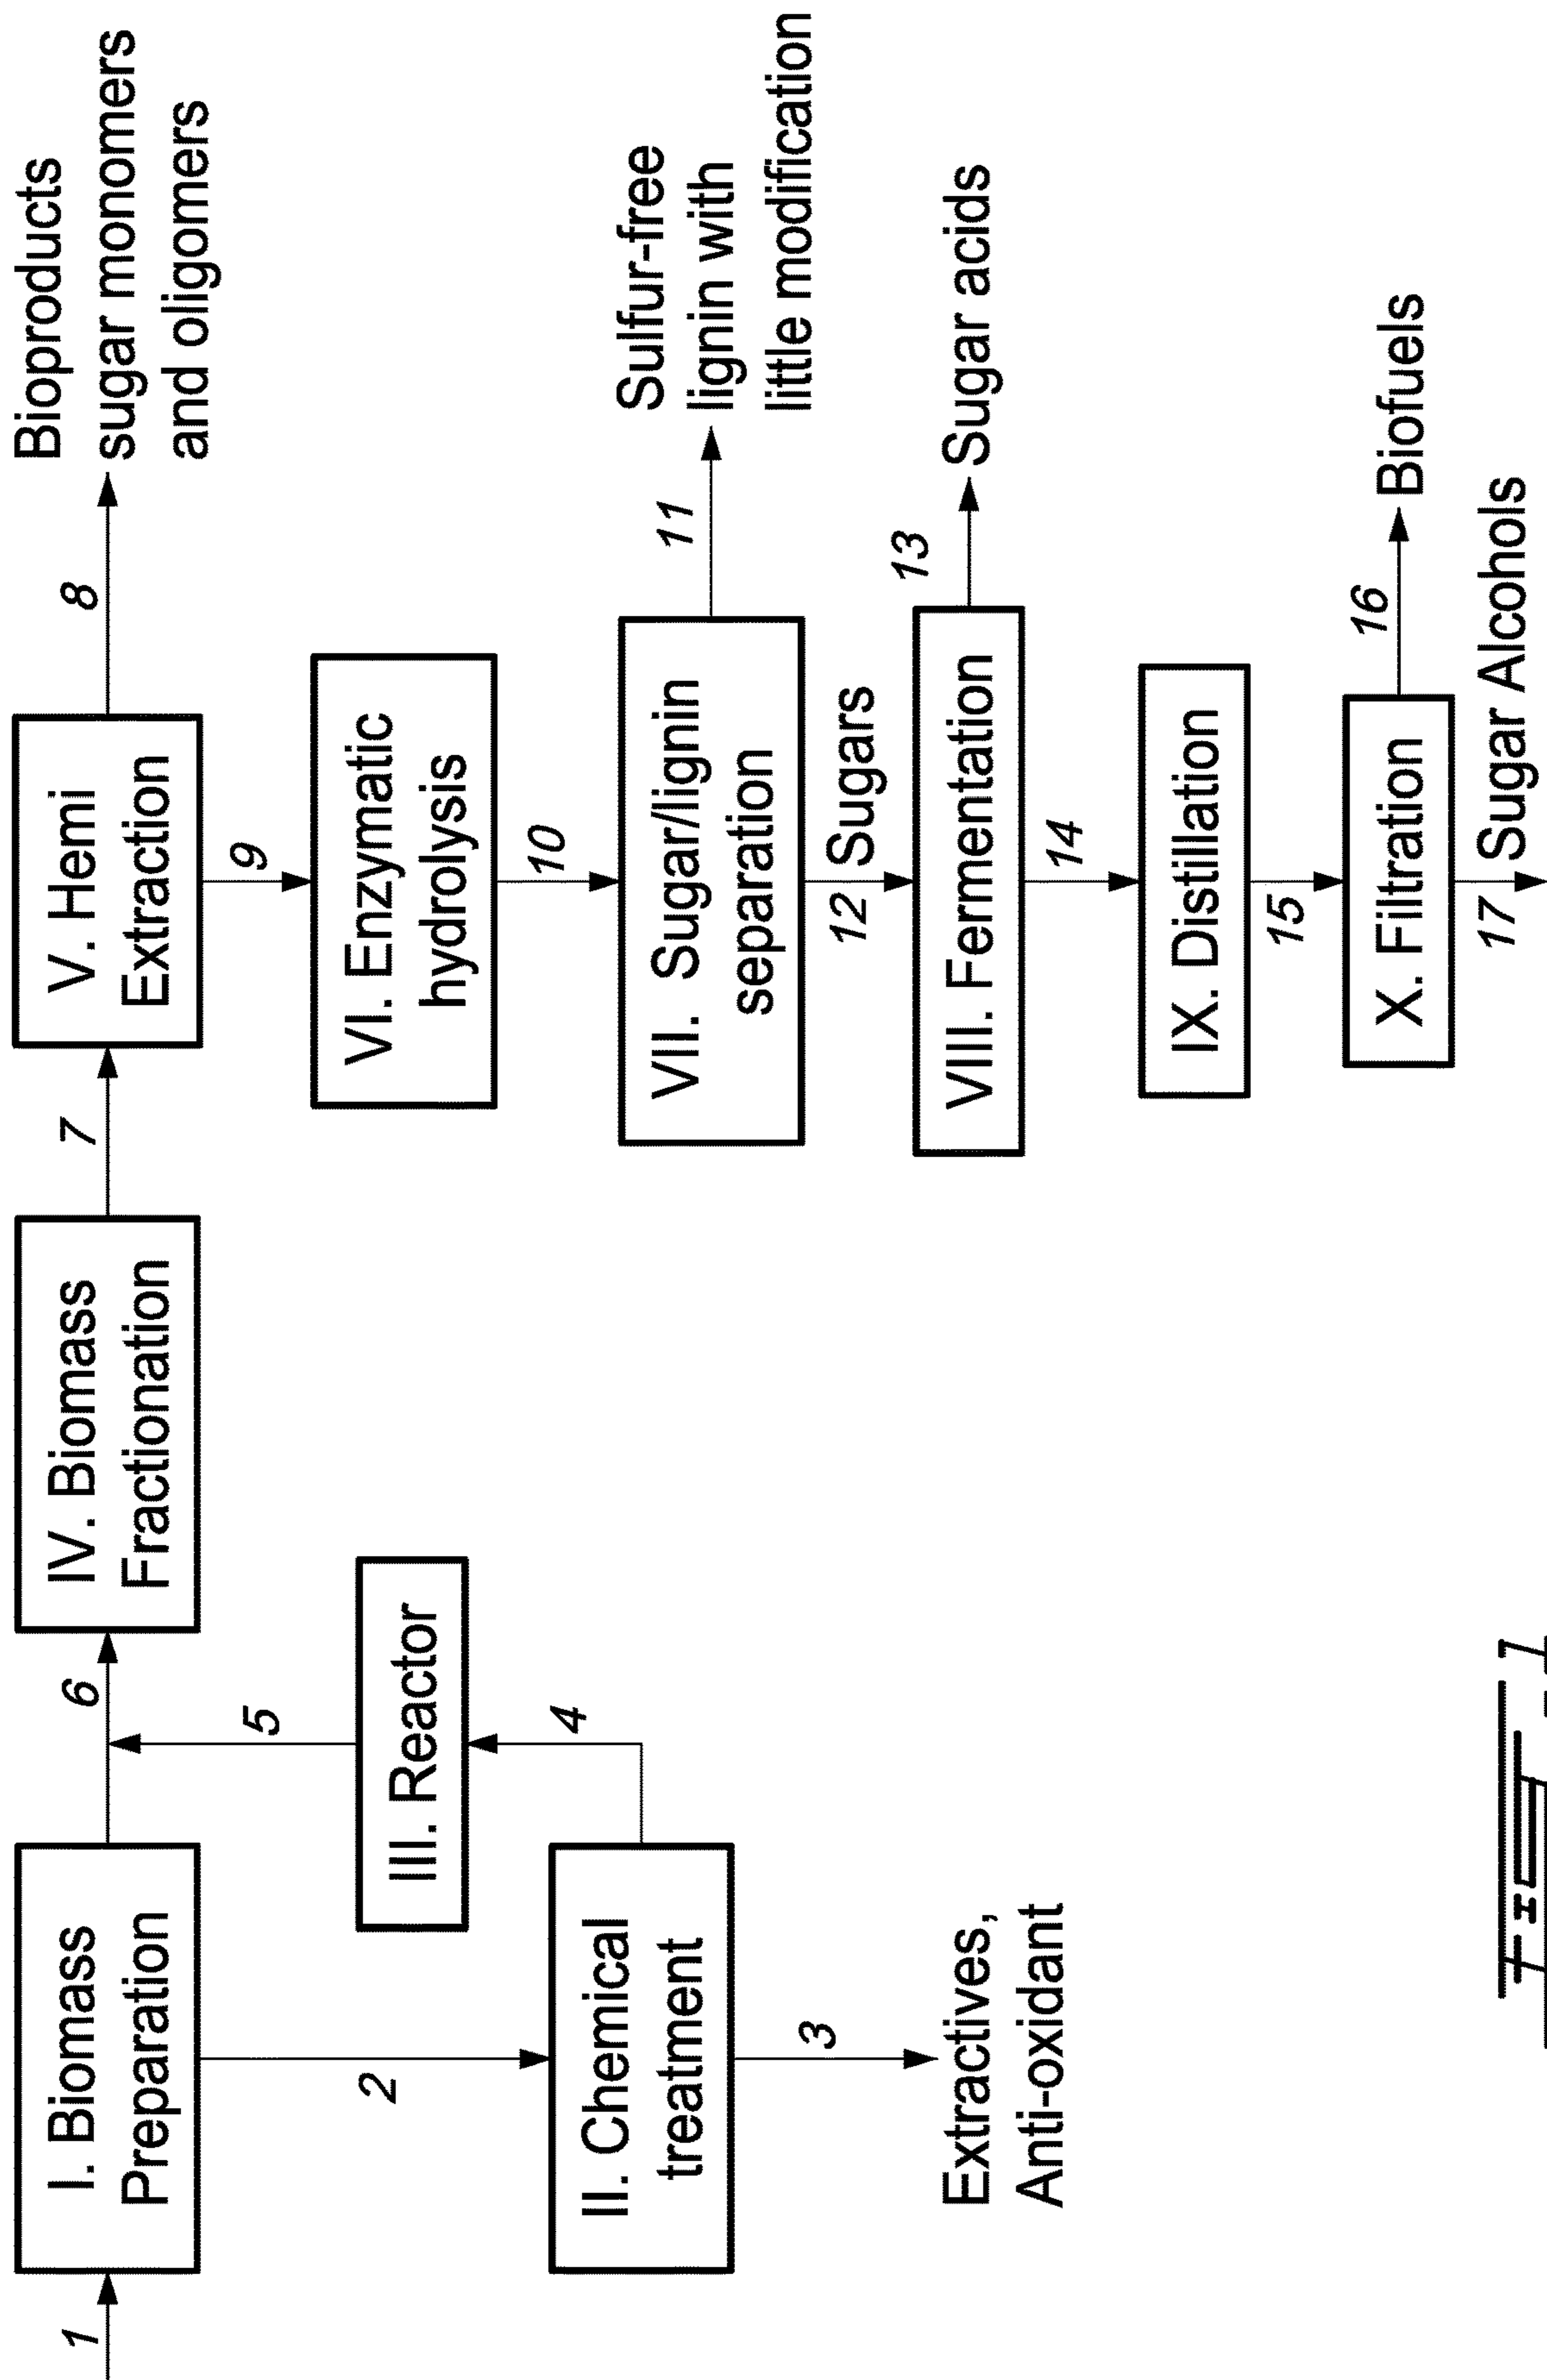 1
I. Biomass
Preparation
2
II. Chemical
treatment
3
Extractives,
Anti-oxidant
4
III. Reactor
5
6
IV. Biomass
Fractionation
7
V. Hemi
Extraction
8
Bioproducts
sugar monomers
and oligomers
9
VI. Enzymatic
hydrolysis
10
VII. Sugar/lignin
separation
11
Sulfur-free
lignin with
little modification
12
Sugars
VIII. Fermentation
13
Sugar acids
14
IX. Distillation
15
X. Filtration
16
Biofuels
17
Sugar Alcohols